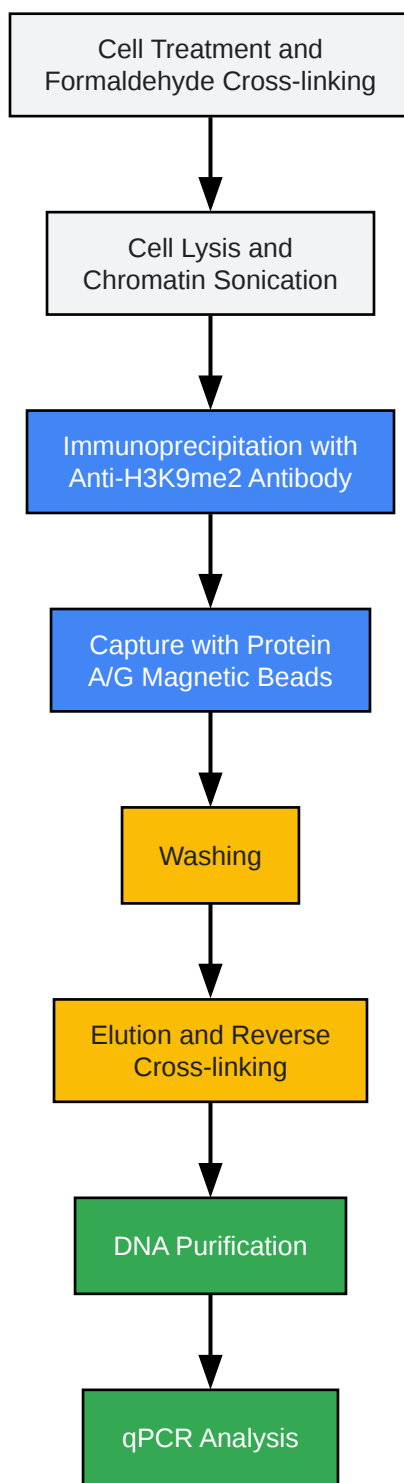 Cell Treatment and
Formaldehyde Cross-linking
Cell Lysis and
Chromatin Sonication
Immunoprecipitation with
Anti-H3K9me2 Antibody
Capture with Protein
A/G Magnetic Beads
Washing
Elution and Reverse
Cross-linking
DNA Purification
qPCR Analysis